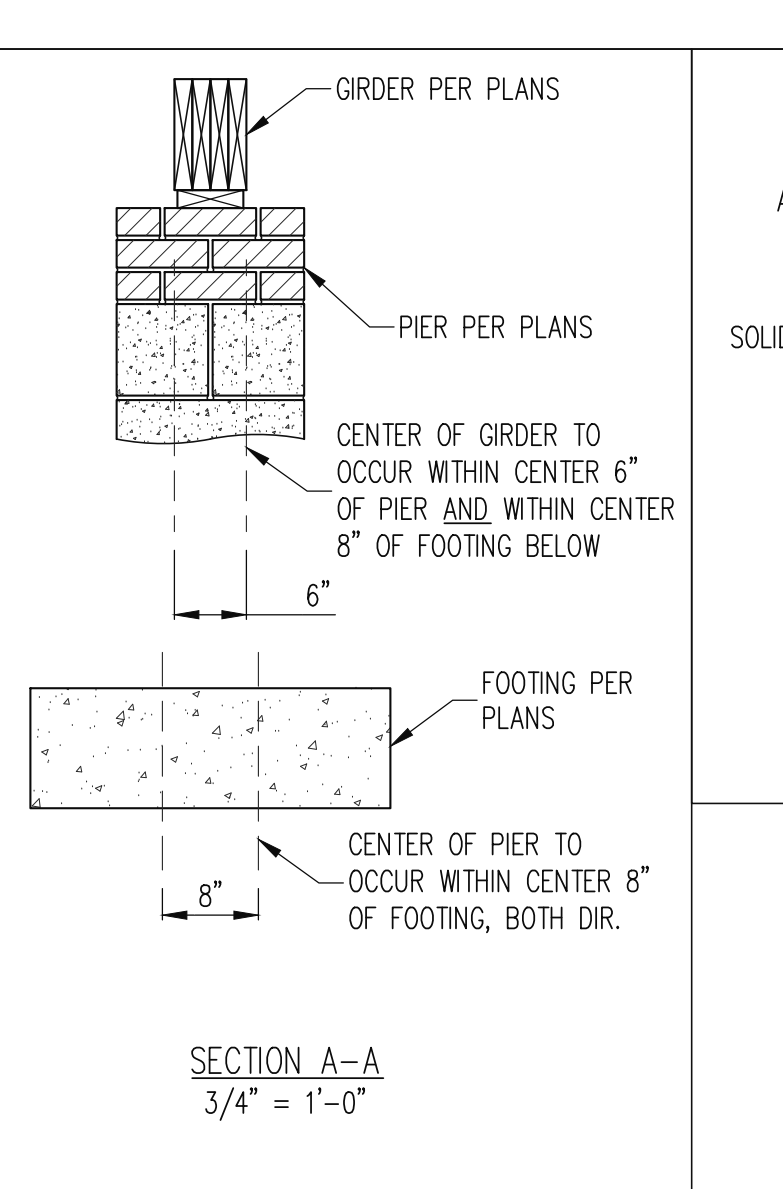 GIRDER PER PLANS
PIER PER PLANS
CENTER OF GIRDER TO
OCCUR WITHIN CENTER 6"
OF PIER AND WITHIN CENTER
8" OF FOOTING BELOW
6"
FOOTING PER
PLANS
CENTER OF PIER TO
OCCUR WITHIN CENTER 8"
OF FOOTING, BOTH DIR.
8"
SECTION A-A
3/4" = 1'-0"